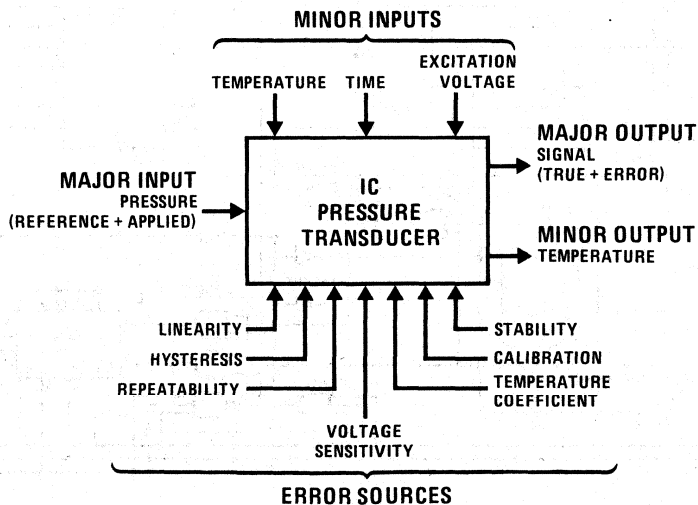 MINOR INPUTS
TEMPERATURE
TIME
EXCITATION
VOLTAGE
MAJOR INPUT
PRESSURE
(REFERENCE + APPLIED)
IC
PRESSURE
TRANSDUCER
MAJOR OUTPUT
SIGNAL
(TRUE + ERROR)
MINOR OUTPUT
TEMPERATURE
LINEARITY
HYSTERESIS
REPEATABILITY
VOLTAGE
SENSITIVITY
STABILITY
CALIBRATION
TEMPERATURE
COEFFICIENT
ERROR SOURCES